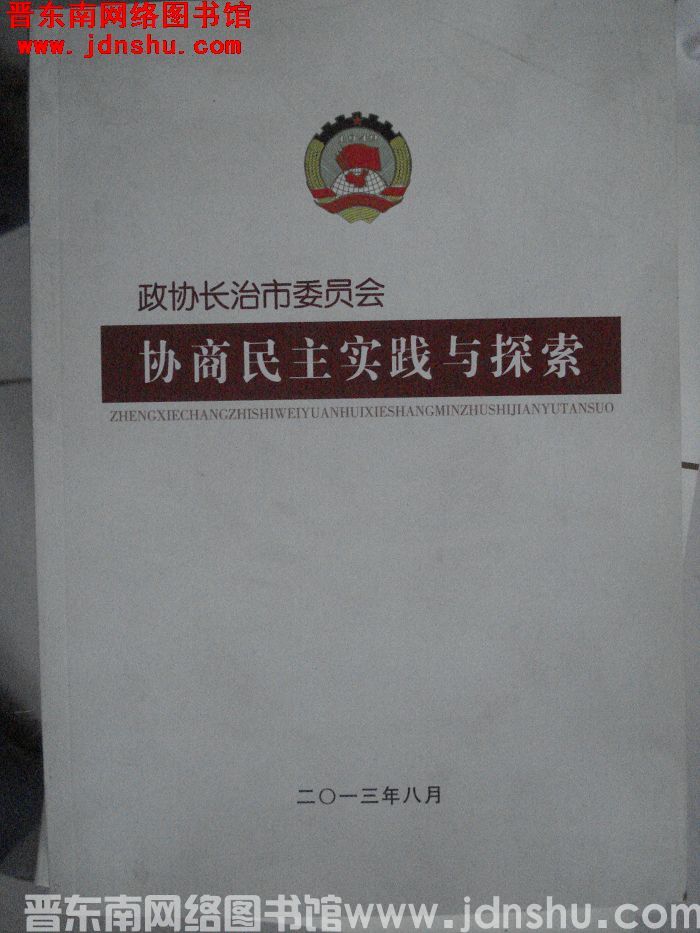 晋东南网络图书馆
www.jdnshu.com
1949
政协长治市委员会
协商民主实践与探索
ZHENGXIECHANGZHISHIWEIYUANHUIXIESHANGMINZHUSHIJIANYUTANSUO
二〇一三年八月
晋东南网络图书馆www.jdnshu.com